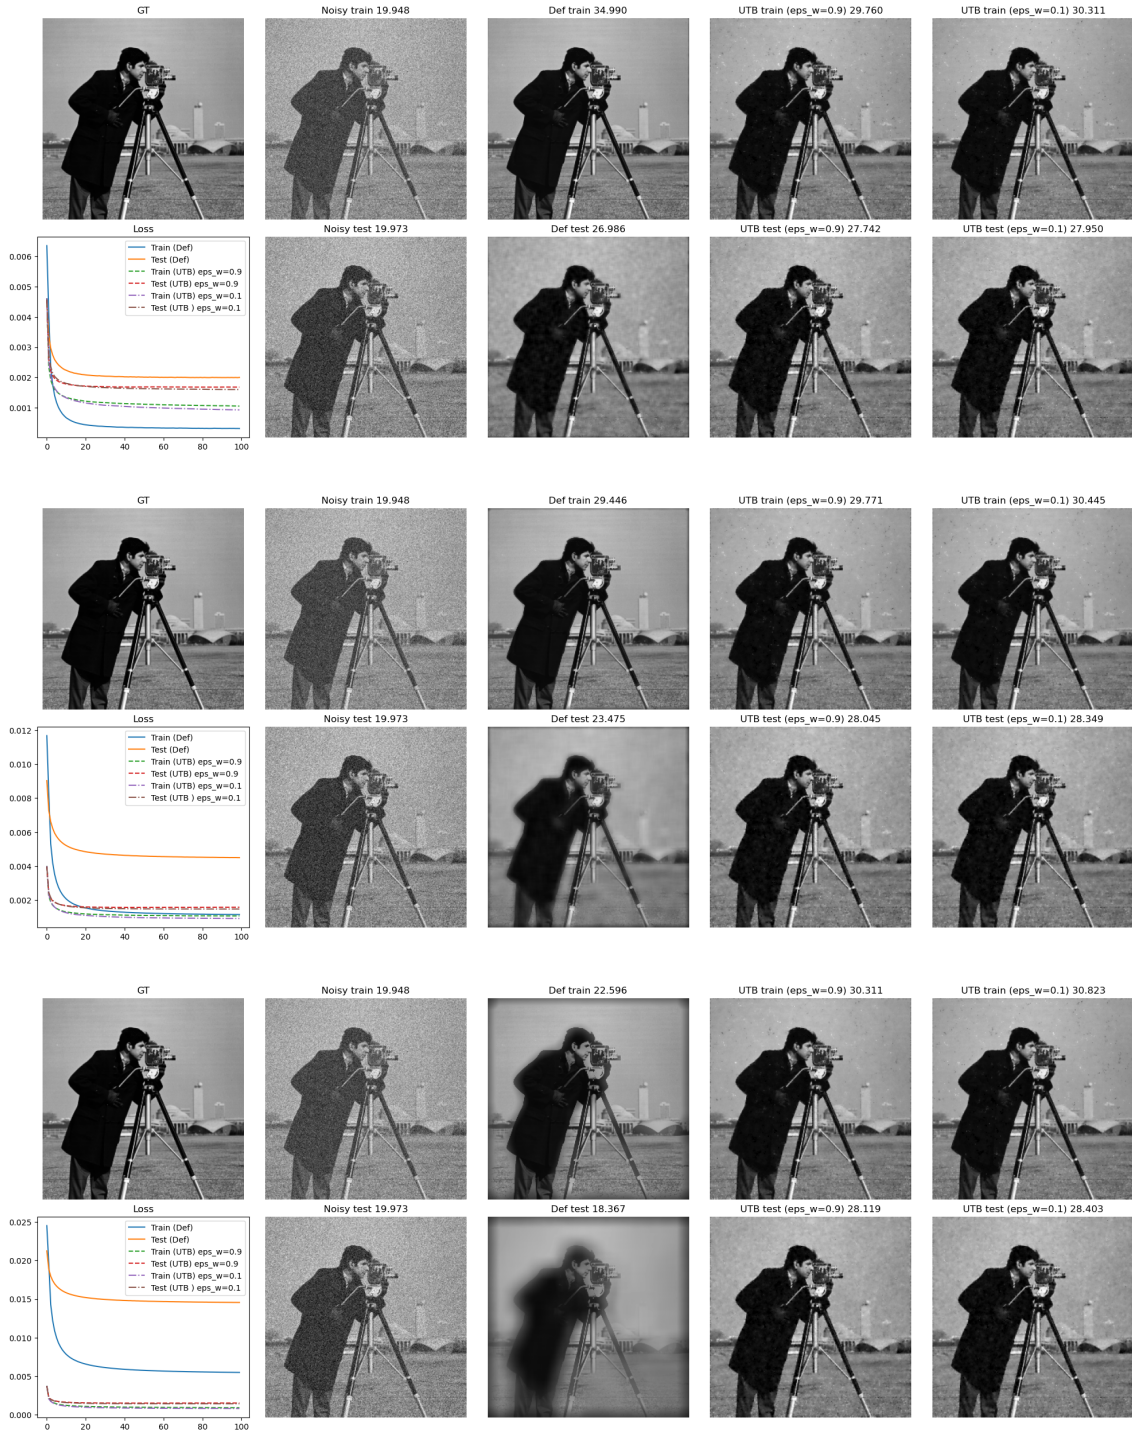 GT
Noisy train 19.948
Def train 34.990
UTB train (eps_w=0.9) 29.760
UTB train (eps_w=0.1) 30.311
Loss
Noisy test 19.973
Def test 26.986
UTB test (eps_w=0.9) 27.742
UTB test (eps_w=0.1) 27.950
Train (Def)
Test (Def)
Train (UTB) eps_w=0.9
Test (UTB) eps_w=0.9
Train (UTB) eps_w=0.1
Test (UTB ) eps_w=0.1
0.006
0.005
0.004
0.003
0.002
0.001
0 20 40 60 80 100
GT
Noisy train 19.948
Def train 29.446
UTB train (eps_w=0.9) 29.771
UTB train (eps_w=0.1) 30.445
Loss
Noisy test 19.973
Def test 23.475
UTB test (eps_w=0.9) 28.045
UTB test (eps_w=0.1) 28.349
Train (Def)
Test (Def)
Train (UTB) eps_w=0.9
Test (UTB) eps_w=0.9
Train (UTB) eps_w=0.1
Test (UTB ) eps_w=0.1
0.012
0.010
0.008
0.006
0.004
0.002
0 20 40 60 80 100
GT
Noisy train 19.948
Def train 22.596
UTB train (eps_w=0.9) 30.311
UTB train (eps_w=0.1) 30.823
Loss
Noisy test 19.973
Def test 18.367
UTB test (eps_w=0.9) 28.119
UTB test (eps_w=0.1) 28.403
Train (Def)
Test (Def)
Train (UTB) eps_w=0.9
Test (UTB) eps_w=0.9
Train (UTB) eps_w=0.1
Test (UTB ) eps_w=0.1
0.025
0.020
0.015
0.010
0.005
0.000
0 20 40 60 80 100